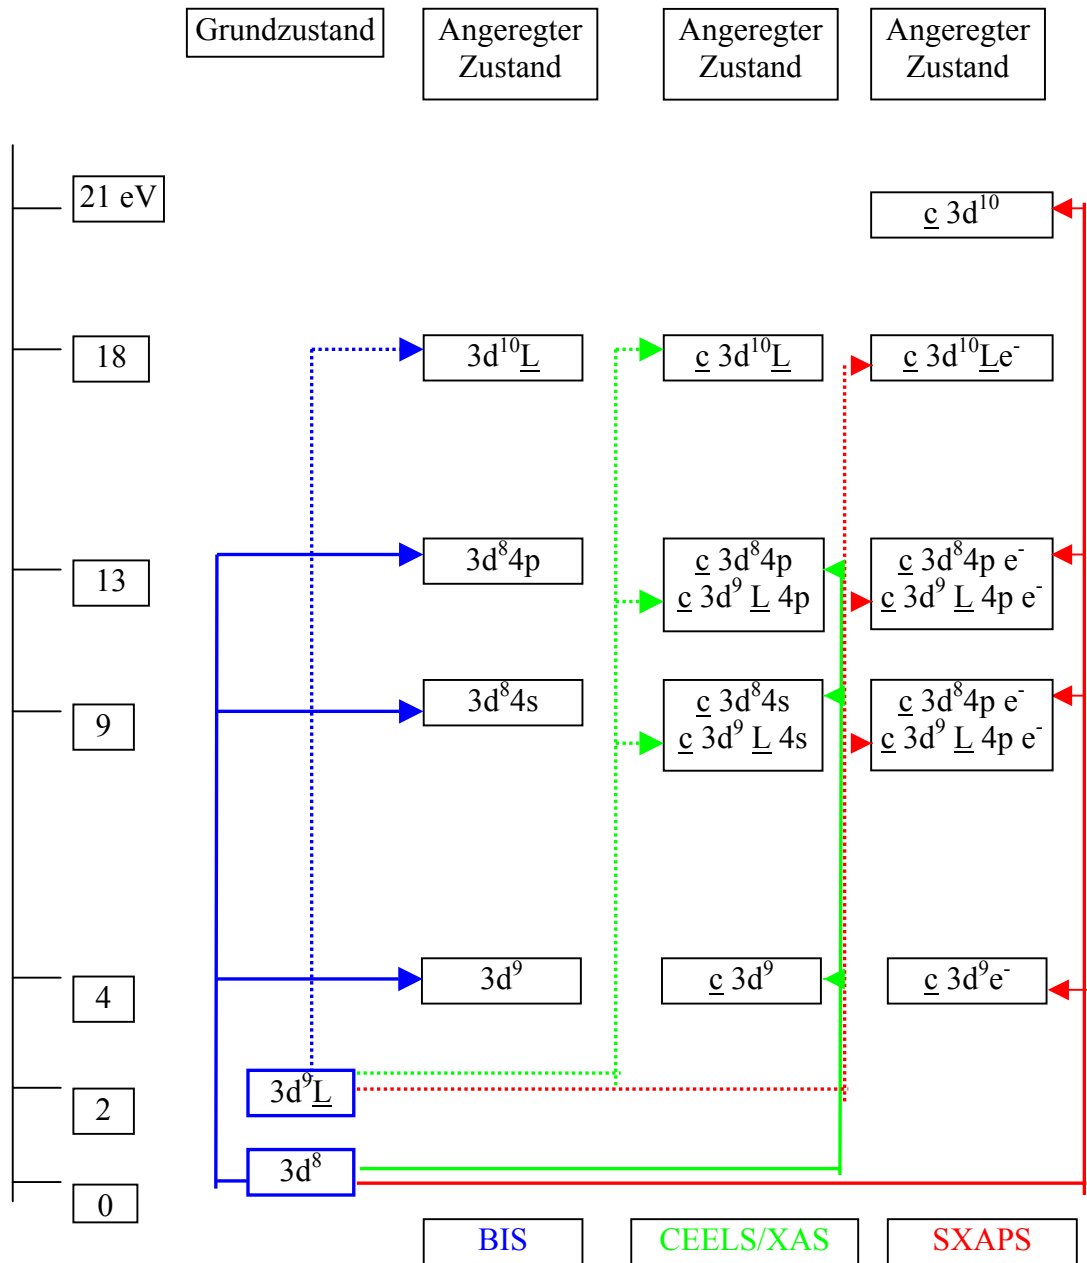 Grundzustand
Angeregter
Zustand
Angeregter
Zustand
Angeregter
Zustand
21 eV
c 3d¹⁰
18
3d¹⁰L
c 3d¹⁰L
c 3d¹⁰Le⁻
13
3d⁸4p
c 3d⁸4p
c 3d⁹ L 4p
c 3d⁸4p e⁻
c 3d⁹ L 4p e⁻
9
3d⁸4s
c 3d⁸4s
c 3d⁹ L 4s
c 3d⁸4p e⁻
c 3d⁹ L 4p e⁻
4
3d⁹
c 3d⁹
c 3d⁹e⁻
2
3d⁹L
0
3d⁸
BIS
CEELS/XAS
SXAPS